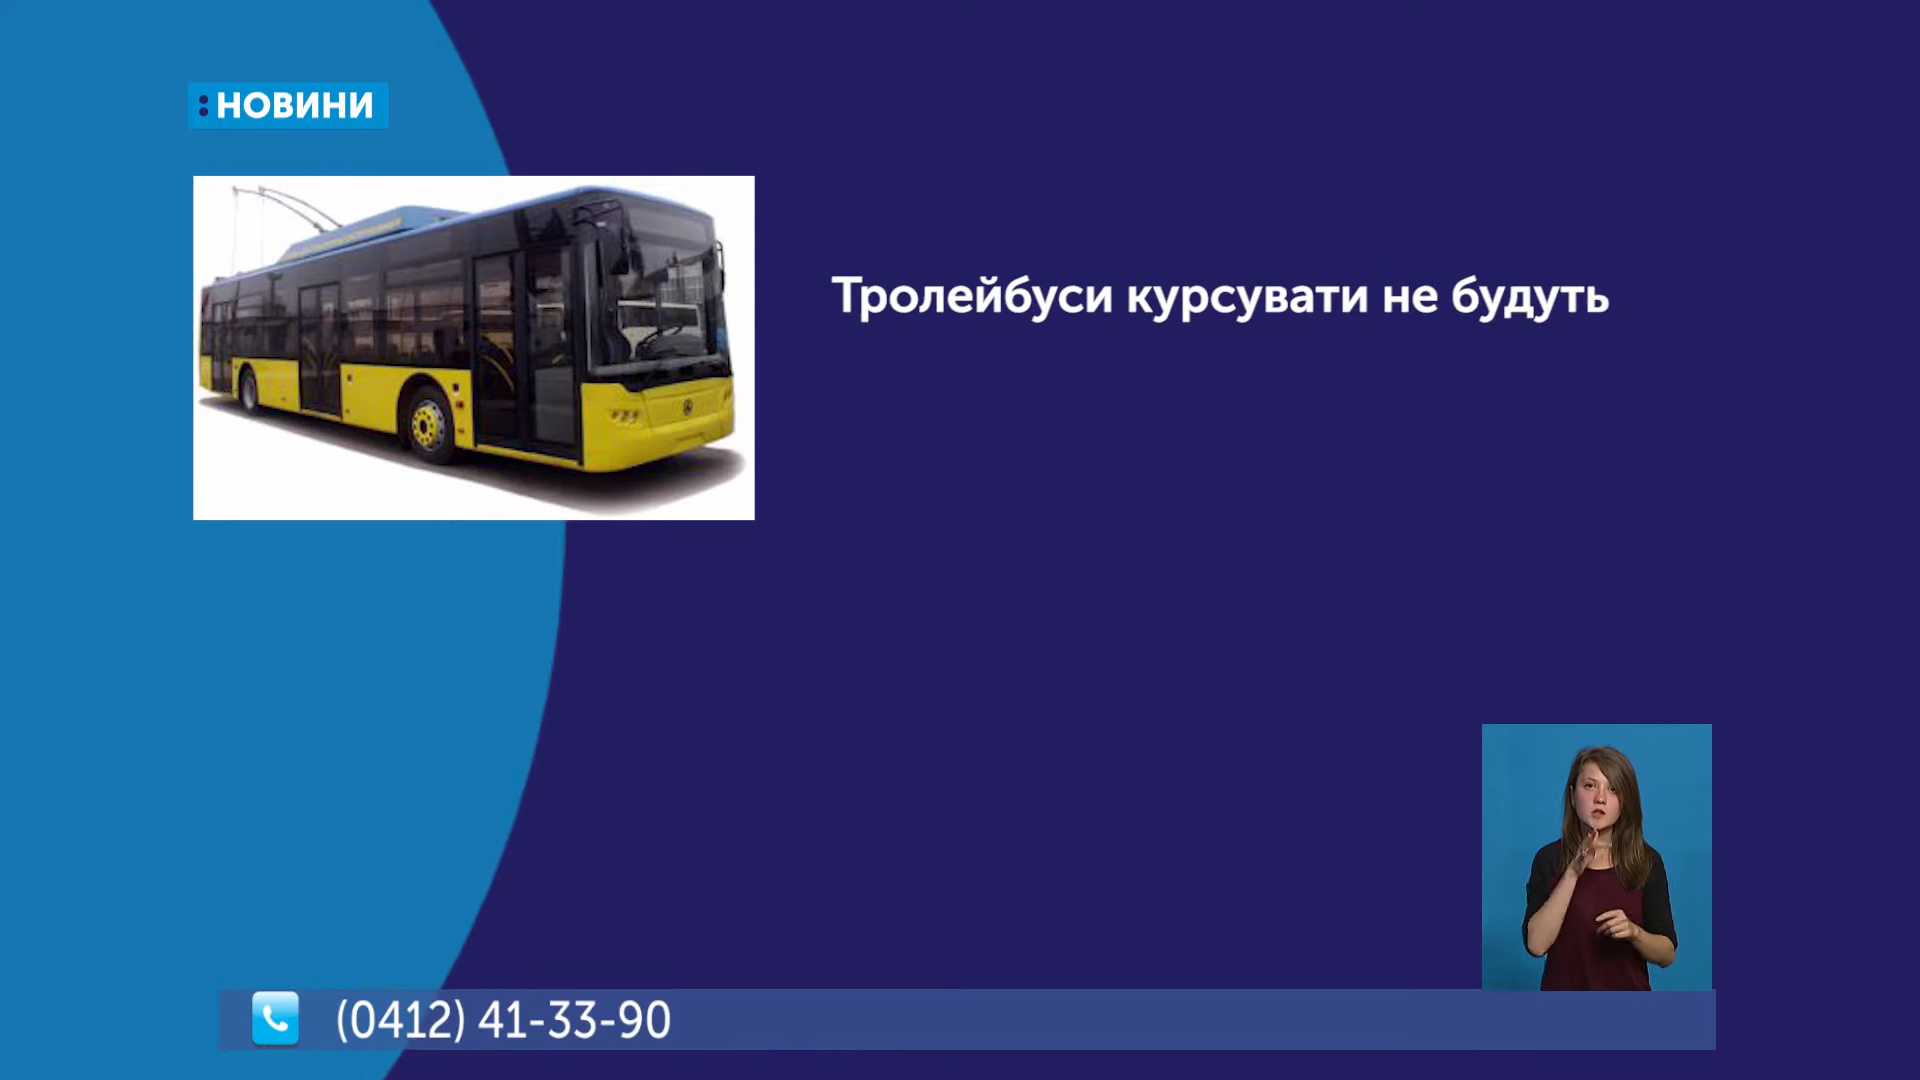 : НОВИНИ
Тролейбуси курсувати не будуть
(0412) 41-33-90